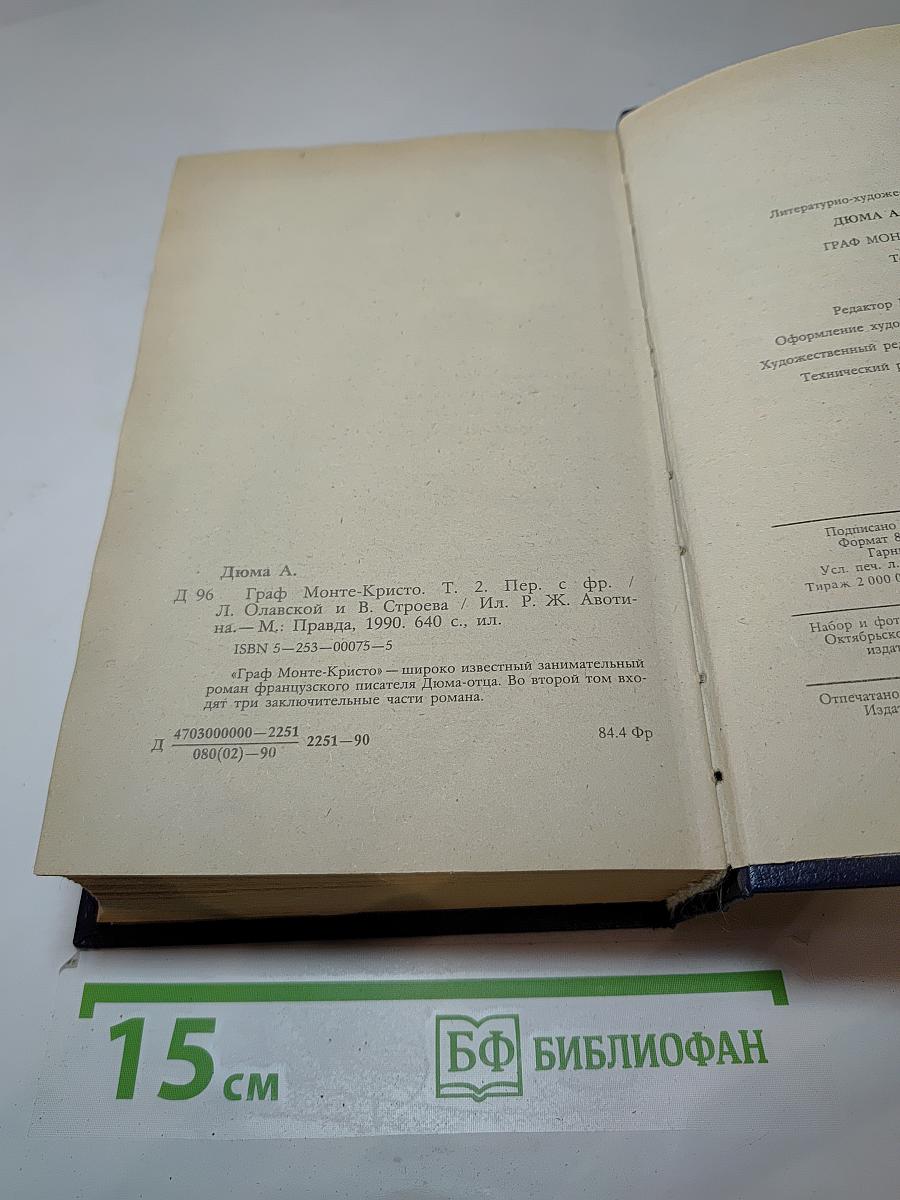 Дюма А.
Д 96 Граф Монте-Кристо. Т. 2. Пер. с фр. /
Л. Олавской и В. Строева / Ил. Р. Ж. Авоти-
на.— М.: Правда, 1990. 640 с., ил.
ISBN 5—253—00075—5
«Граф Монте-Кристо» — широко известный занимательный
роман французского писателя Дюма-отца. Во второй том вхо-
дят три заключительные части романа.
4703000000—2251
Д 2251—90 84.4 Фр
080(02)—90
Литературно-художе
ДЮМА А
ГРАФ МОН
Т
Редактор
Оформление худо
Художественный ред
Технический р
Подписано
Формат 8
Гарни
Усл. печ. л.
Тираж 2 000 0
Набор и фот
Октябрьско
издат
Отпечатано
Издат
15 см
БФ БИБЛИОФАН